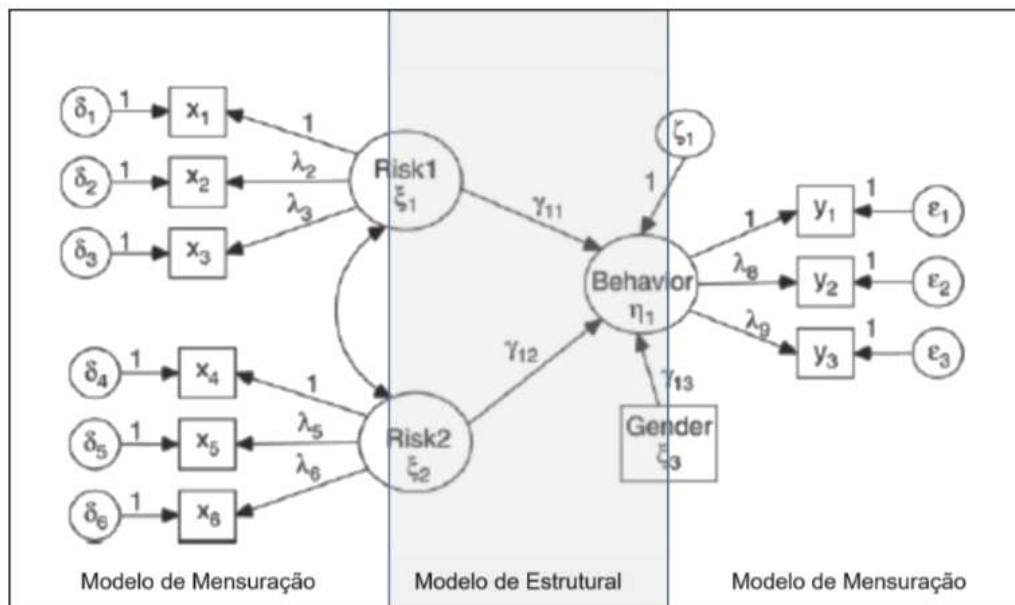 δ1 1 x1 1
δ2 1 x2 λ2
δ3 1 x3 λ3
Risk1
ξ1
γ11
ζ1
1
δ4 1 x4 1
δ5 1 x5 λ5
δ6 1 x6 λ6
Risk2
ξ2
γ12
Behavior
η1
γ13
Gender
ξ3
1 y1 1 ε1
λ8 y2 1 ε2
λ9 y3 1 ε3
Modelo de Mensuração
Modelo de Estrutural
Modelo de Mensuração